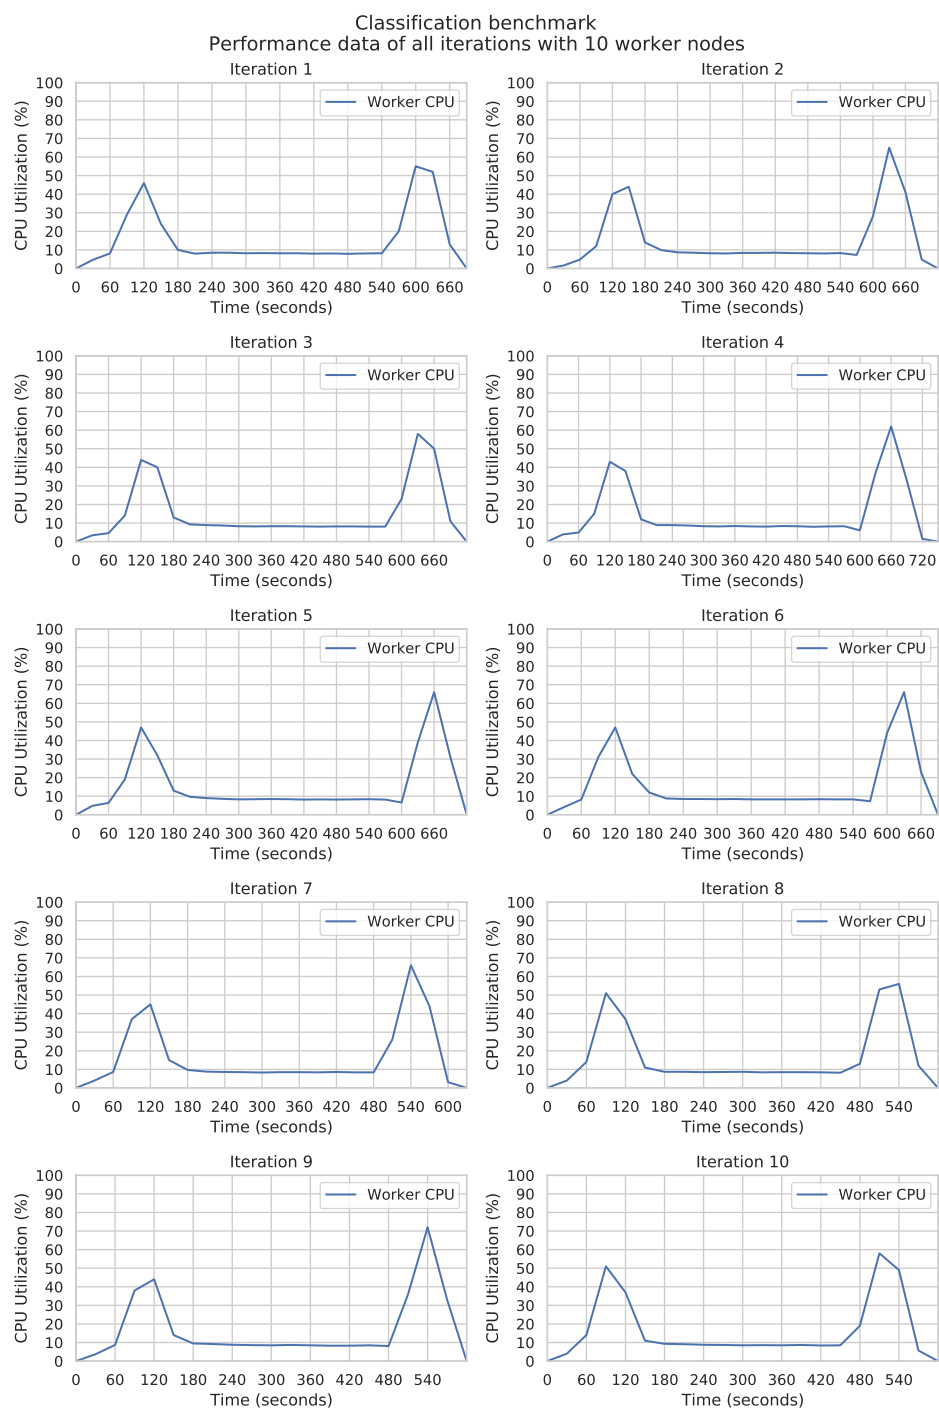 Classification benchmark
Performance data of all iterations with 10 worker nodes
Iteration 1
CPU Utilization (%)
100
90
80
70
60
50
40
30
20
10
0
Worker CPU
0 60 120 180 240 300 360 420 480 540 600 660
Time (seconds)
Iteration 2
CPU Utilization (%)
100
90
80
70
60
50
40
30
20
10
0
Worker CPU
0 60 120 180 240 300 360 420 480 540 600 660
Time (seconds)
Iteration 3
CPU Utilization (%)
100
90
80
70
60
50
40
30
20
10
0
Worker CPU
0 60 120 180 240 300 360 420 480 540 600 660
Time (seconds)
Iteration 4
CPU Utilization (%)
100
90
80
70
60
50
40
30
20
10
0
Worker CPU
0 60 120 180 240 300 360 420 480 540 600 660 720
Time (seconds)
Iteration 5
CPU Utilization (%)
100
90
80
70
60
50
40
30
20
10
0
Worker CPU
0 60 120 180 240 300 360 420 480 540 600 660
Time (seconds)
Iteration 6
CPU Utilization (%)
100
90
80
70
60
50
40
30
20
10
0
Worker CPU
0 60 120 180 240 300 360 420 480 540 600 660
Time (seconds)
Iteration 7
CPU Utilization (%)
100
90
80
70
60
50
40
30
20
10
0
Worker CPU
0 60 120 180 240 300 360 420 480 540 600
Time (seconds)
Iteration 8
CPU Utilization (%)
100
90
80
70
60
50
40
30
20
10
0
Worker CPU
0 60 120 180 240 300 360 420 480 540
Time (seconds)
Iteration 9
CPU Utilization (%)
100
90
80
70
60
50
40
30
20
10
0
Worker CPU
0 60 120 180 240 300 360 420 480 540
Time (seconds)
Iteration 10
CPU Utilization (%)
100
90
80
70
60
50
40
30
20
10
0
Worker CPU
0 60 120 180 240 300 360 420 480 540
Time (seconds)